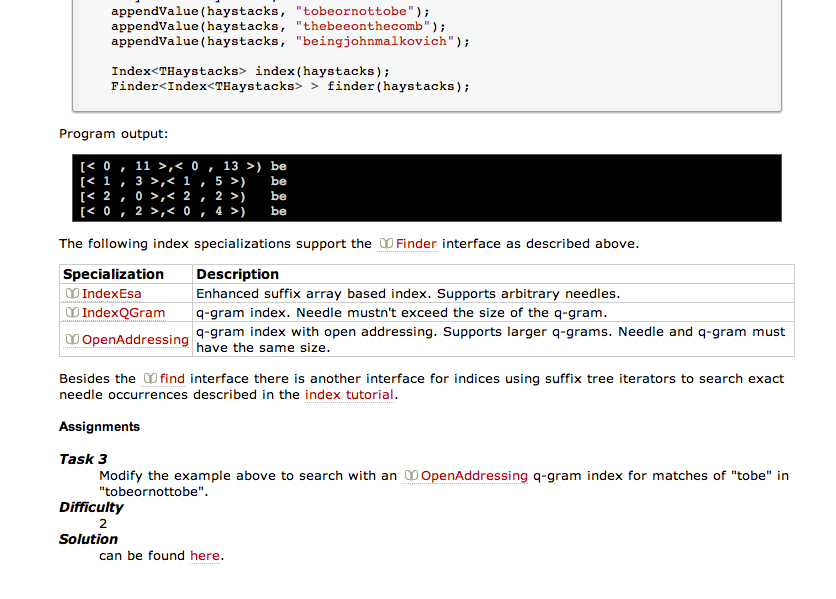 appendValue(haystacks, "tobeornottobe");
appendValue(haystacks, "thebeeonthecomb");
appendValue(haystacks, "beingjohnmalkovich");
Index<THaystacks> index(haystacks);
Finder<Index<THaystacks> > finder(haystacks);
Program output:
[< 0 , 11 >,< 0 , 13 >) be
[< 1 , 3 >,< 1 , 5 >)   be
[< 2 , 0 >,< 2 , 2 >)   be
[< 0 , 2 >,< 0 , 4 >)   be
The following index specializations support the Finder interface as described above.
Specialization Description
IndexEsa Enhanced suffix array based index. Supports arbitrary needles.
IndexQGram q-gram index. Needle mustn't exceed the size of the q-gram.
OpenAddressing q-gram index with open addressing. Supports larger q-grams. Needle and q-gram must
have the same size.
Besides the find interface there is another interface for indices using suffix tree iterators to search exact
needle occurrences described in the index tutorial.
Assignments
Task 3
Modify the example above to search with an OpenAddressing q-gram index for matches of "tobe" in
"tobeornottobe".
Difficulty
2
Solution
can be found here.